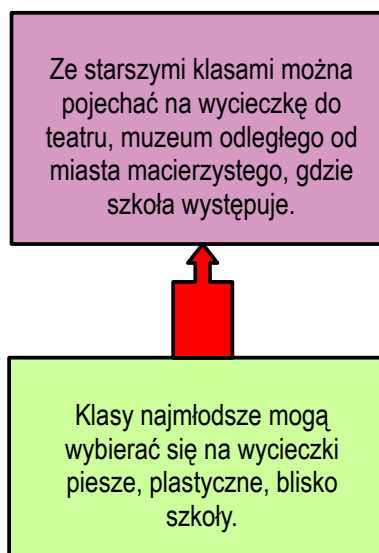 Ze starszymi klasami można
pojechać na wycieczkę do
teatru, muzeum odległego od
miasta macierzystego, gdzie
szkoła występuje.
Klasy najmłodsze mogą
wybierać się na wycieczki
piesze, plastyczne, blisko
szkoły.